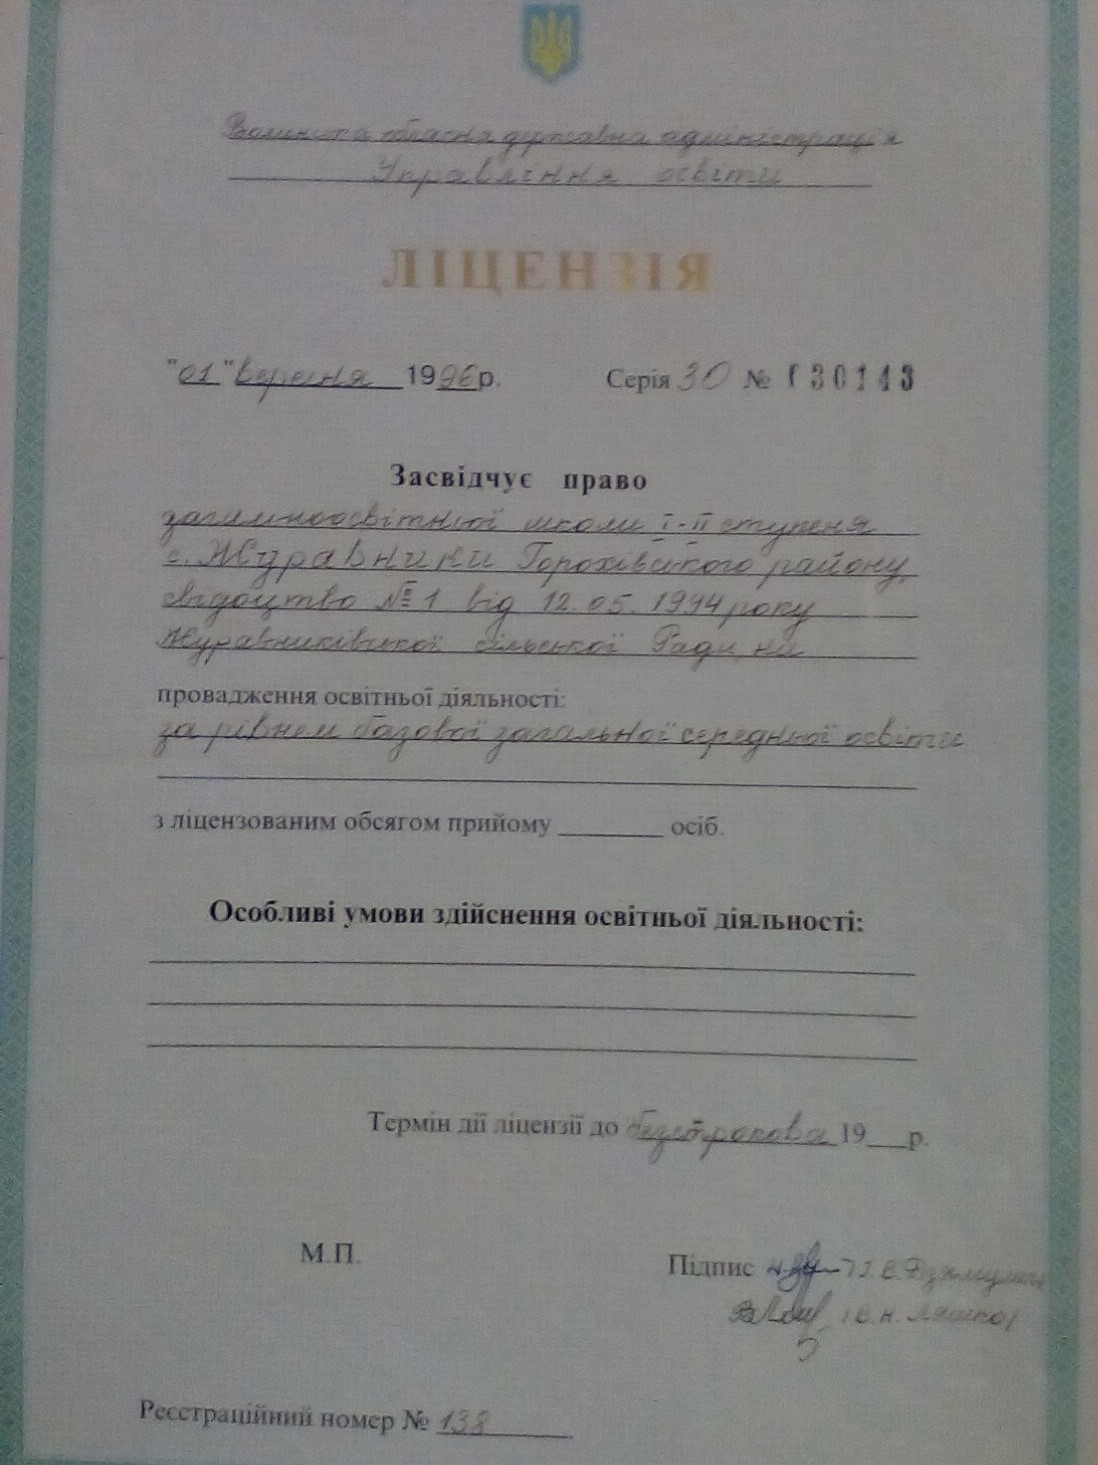 Волинська обласна державна адміністрація
Управління освіти
ЛІЦЕНЗІЯ
"01" вересня 1996р. Серія 30 № 030143
Засвідчує право
загальноосвітньої школи І-ІІ ступеня
с. Журавники Горохівського району,
свідоцтво №1 від 12.05.1994 року
Журавниківської сільської Ради на
провадження освітньої діяльності:
за рівнем базової загальної середньої освіти
з ліцензованим обсягом прийому осіб.
Особливі умови здійснення освітньої діяльності:
Термін дії ліцензії до безстрокова 19 р.
М.П.
Підпис
Реєстраційний номер № 138